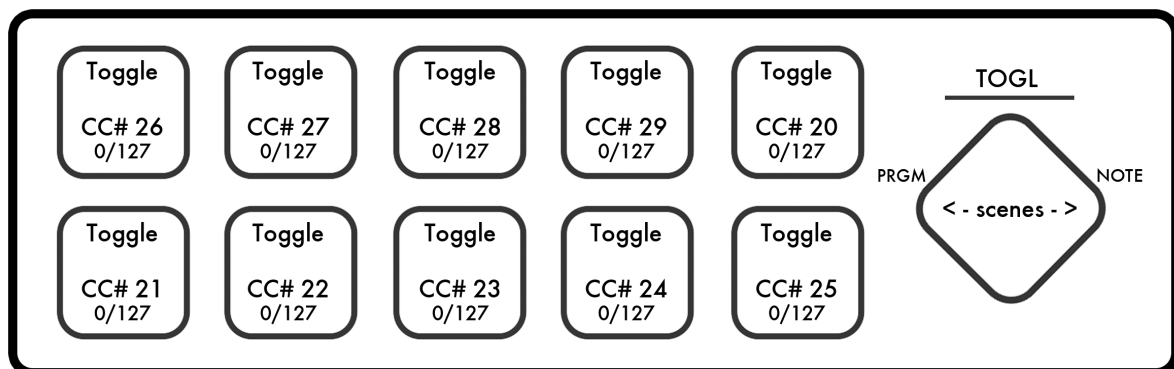 Toggle Toggle Toggle Toggle Toggle
CC# 26 CC# 27 CC# 28 CC# 29 CC# 20
0/127 0/127 0/127 0/127 0/127
Toggle Toggle Toggle Toggle Toggle
CC# 21 CC# 22 CC# 23 CC# 24 CC# 25
0/127 0/127 0/127 0/127 0/127
TOGL
PRGM NOTE
< - scenes - >